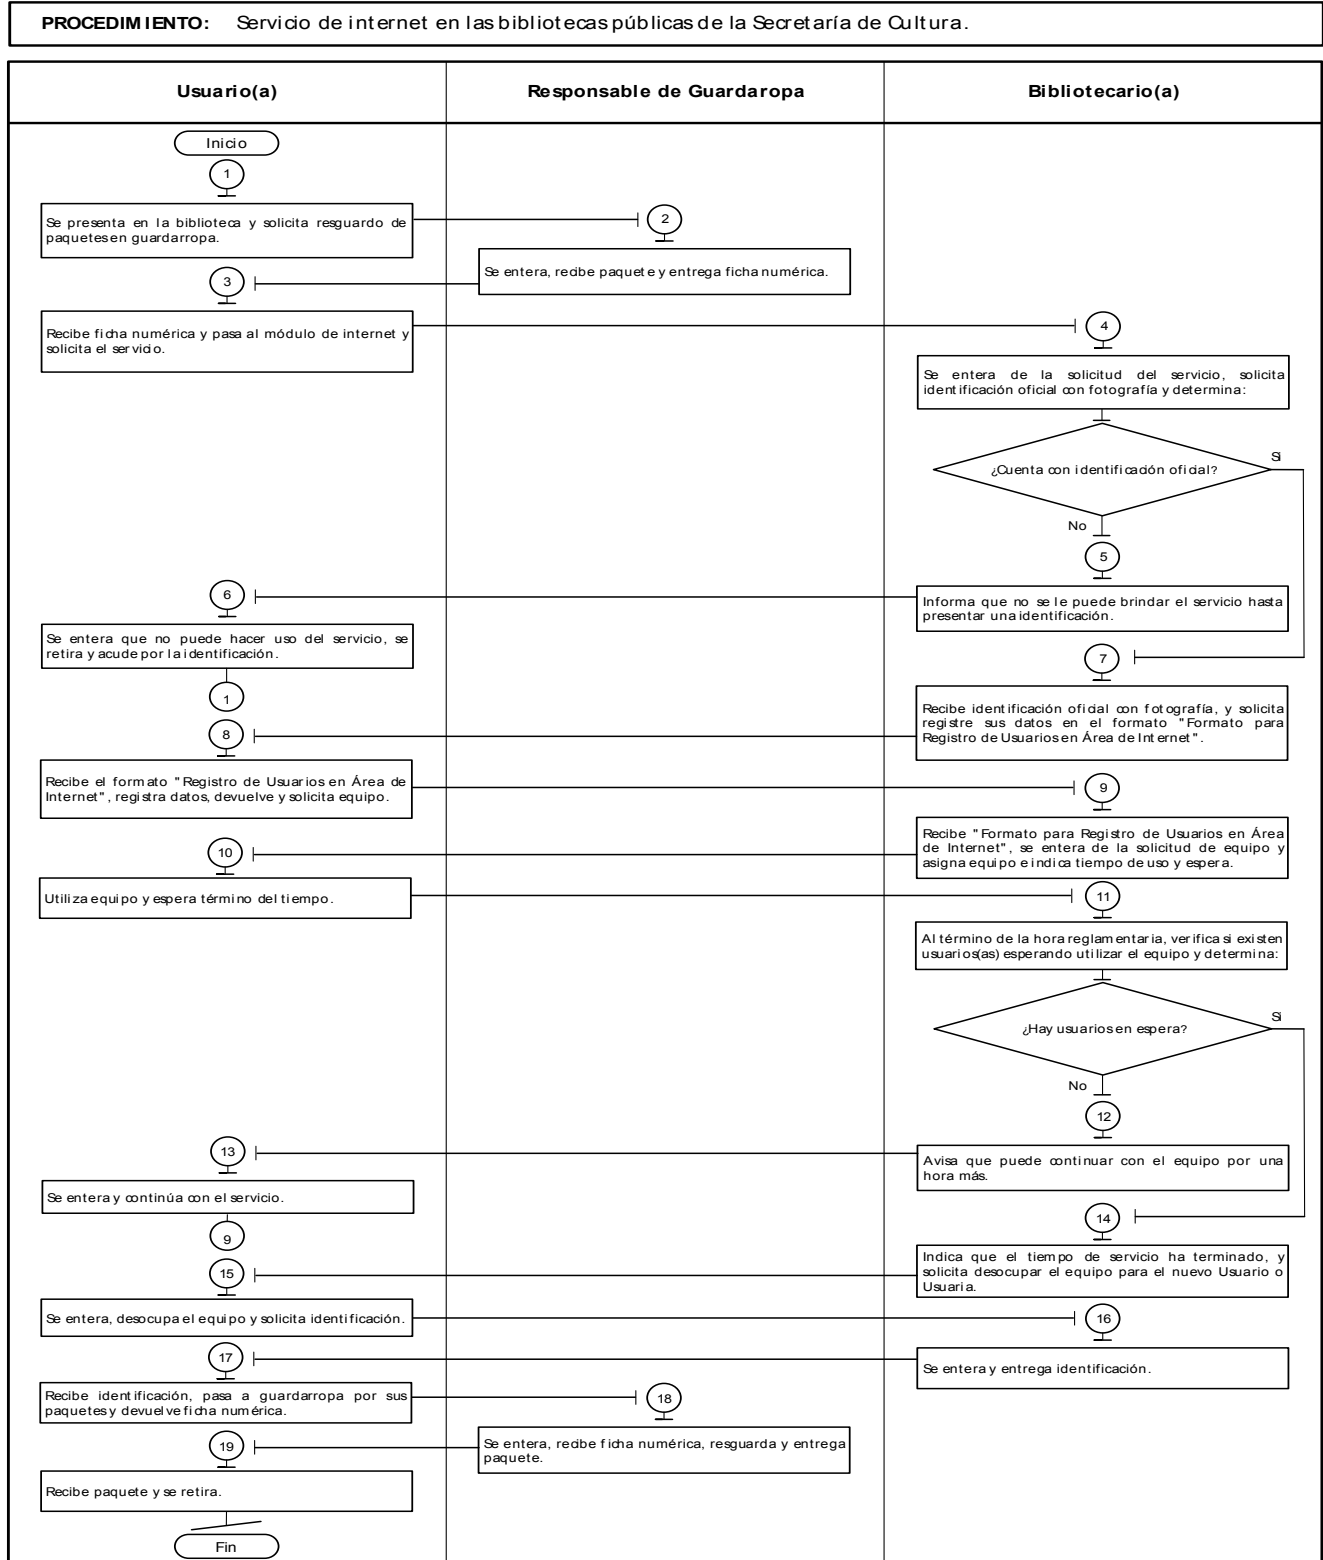 PROCEDIMIENTO: Servicio de internet en las bibliotecas públicas de la Secretaría de Cultura.
Usuario(a)
Responsable de Guardaropa
Bibliotecario(a)
Inicio
1
Se presenta en la biblioteca y solicita resguardo de
paquetes en guardarropa.
2
Se entera, recibe paquete y entrega ficha numérica.
3
Recibe ficha numérica y pasa al módulo de internet y
solicita el servicio.
4
Se entera de la solicitud del servicio, solicita
identificación oficial con fotografía y determina:
¿Cuenta con identificación oficial?
Si
No
5
Informa que no se le puede brindar el servicio hasta
presentar una identificación.
6
Se entera que no puede hacer uso del servicio, se
retira y acude por la identificación.
1
7
Recibe identificación oficial con fotografía, y solicita
registre sus datos en el formato "Formato para
Registro de Usuarios en Área de Internet".
8
Recibe el formato "Registro de Usuarios en Área de
Internet", registra datos, devuelve y solicita equipo.
9
Recibe "Formato para Registro de Usuarios en Área
de Internet", se entera de la solicitud de equipo y
asigna equipo e indica tiempo de uso y espera.
10
Utiliza equipo y espera término del tiempo.
11
Al término de la hora reglamentaria, verifica si existen
usuarios(as) esperando utilizar el equipo y determina:
¿Hay usuarios en espera?
Si
No
12
Avisa que puede continuar con el equipo por una
hora más.
13
Se entera y continúa con el servicio.
9
14
Indica que el tiempo de servicio ha terminado, y
solicita desocupar el equipo para el nuevo Usuario o
Usuaria.
15
Se entera, desocupa el equipo y solicita identificación.
16
Se entera y entrega identificación.
17
Recibe identificación, pasa a guardarropa por sus
paquetes y devuelve ficha numérica.
18
Se entera, recibe ficha numérica, resguarda y entrega
paquete.
19
Recibe paquete y se retira.
Fin